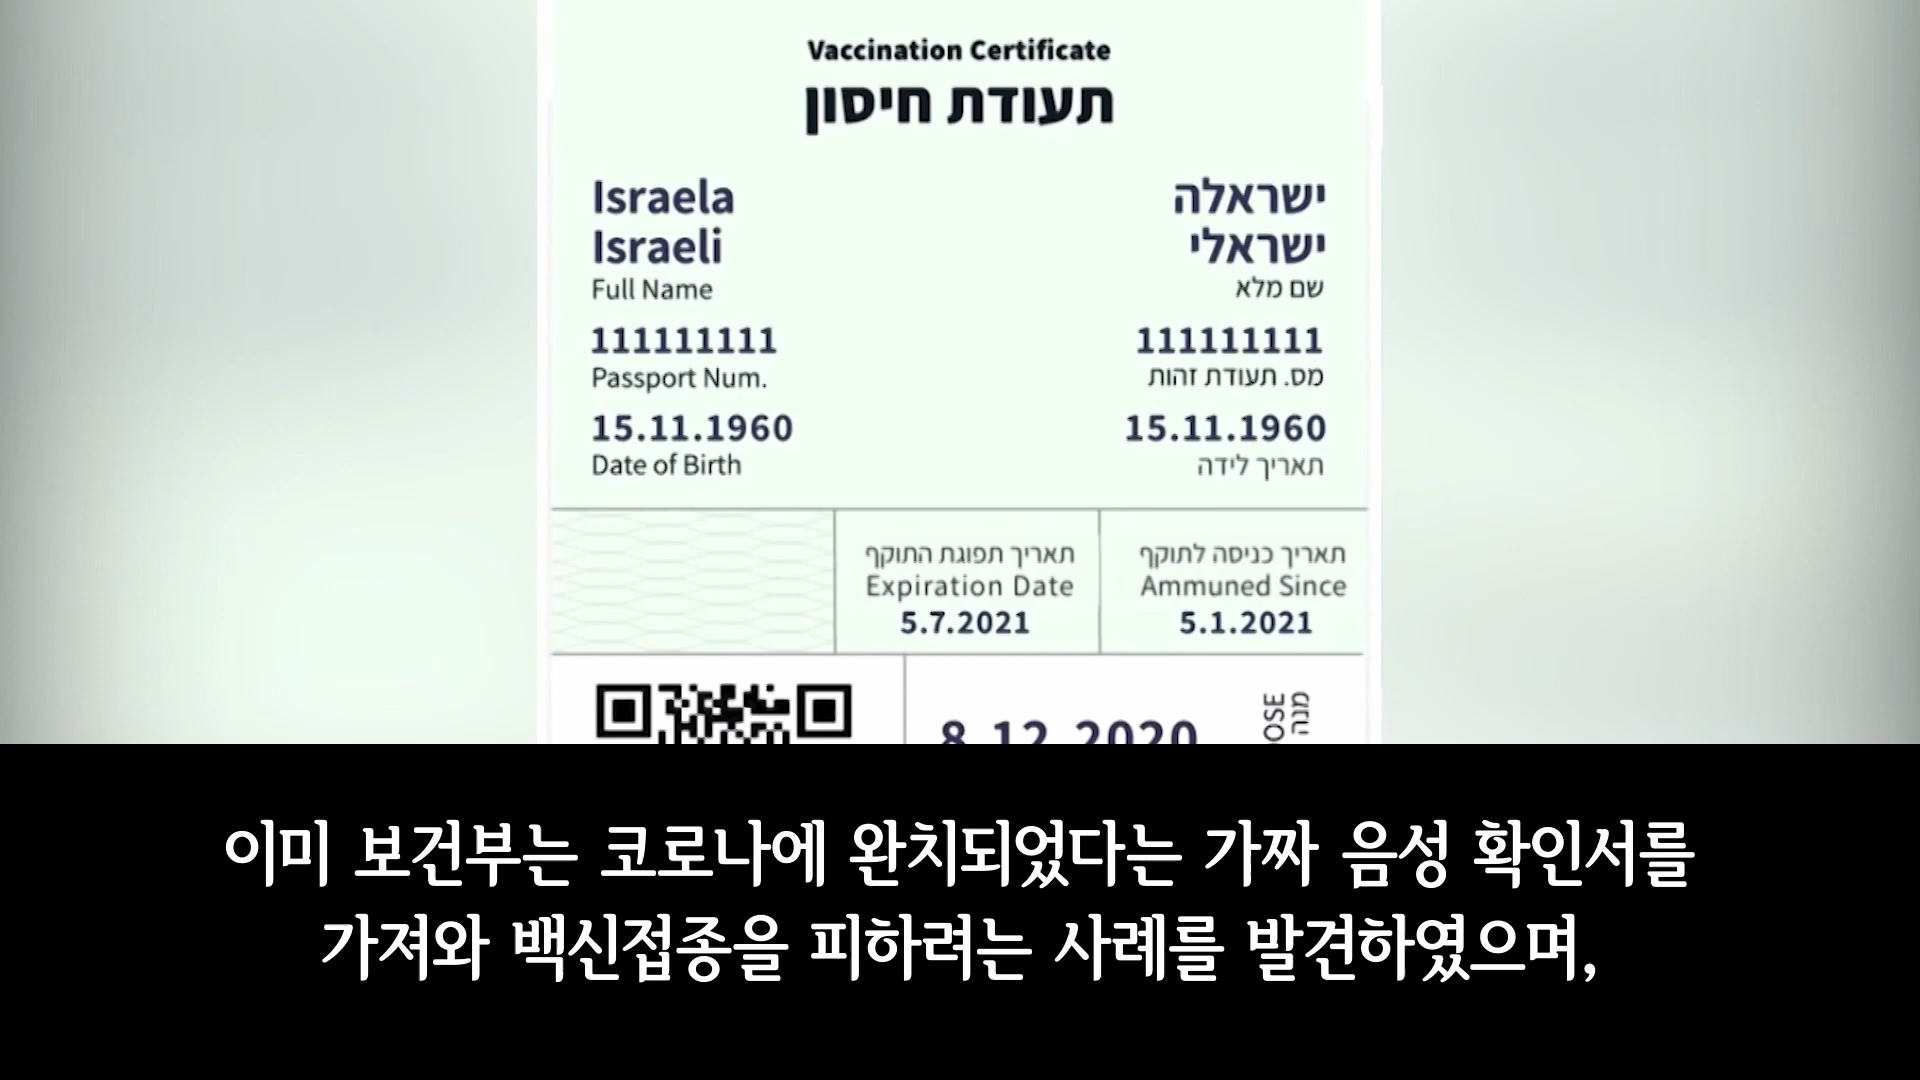 Vaccination Certificate
תעודת חיסון
Israela
ישראלה
Israeli
ישראלי
Full Name
שם מלא
111111111
111111111
Passport Num.
מס. תעודת זהות
15.11.1960
15.11.1960
Date of Birth
תאריך לידה
תאריך תפוגת התוקף
תאריך כניסה לתוקף
Expiration Date
Ammuned Since
5.7.2021
5.1.2021
8.12.2020
מנה
이미 보건부는 코로나에 완치되었다는 가짜 음성 확인서를
가져와 백신접종을 피하려는 사례를 발견하였으며,